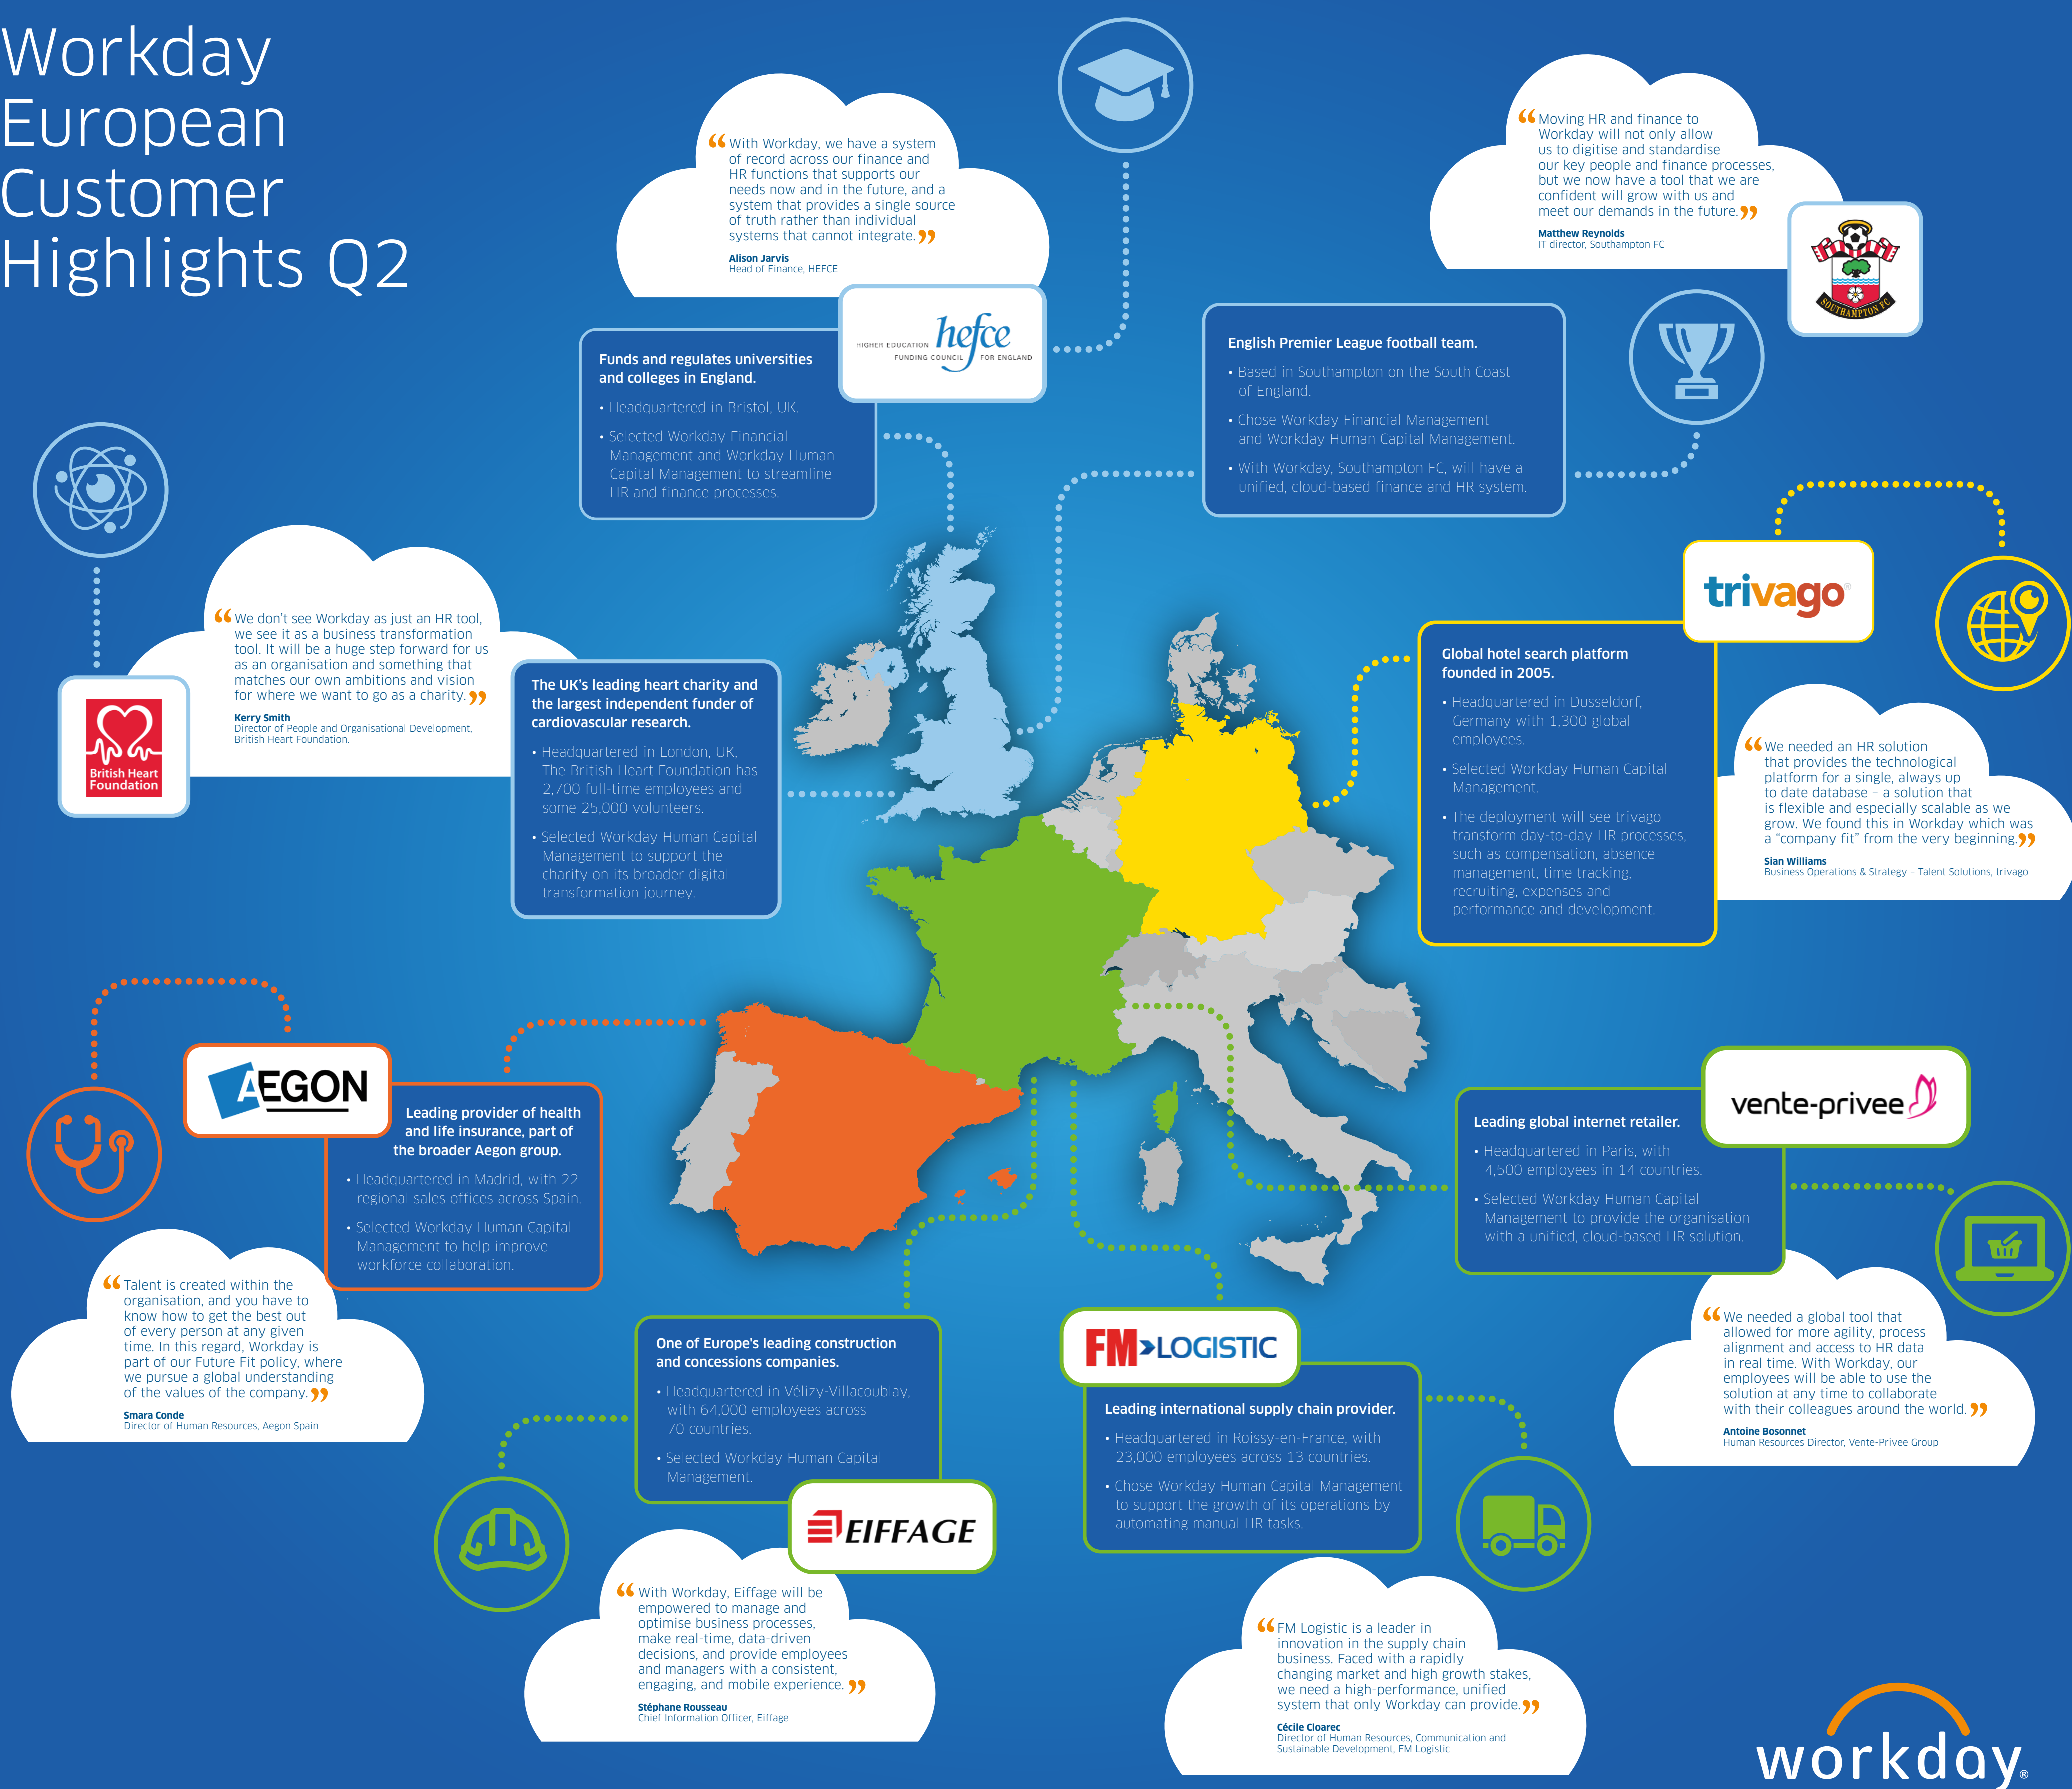 Workday
European
Customer
Highlights Q2
“With Workday, we have a system
of record across our finance and
HR functions that supports our
needs now and in the future, and a
system that provides a single source
of truth rather than individual
systems that cannot integrate.”
Alison Jarvis
Head of Finance, HEFCE
HIGHER EDUCATION hefce
FUNDING COUNCIL FOR ENGLAND
Funds and regulates universities
and colleges in England.
• Headquartered in Bristol, UK.
• Selected Workday Financial
Management and Workday Human
Capital Management to streamline
HR and finance processes.
“Moving HR and finance to
Workday will not only allow
us to digitise and standardise
our key people and finance processes,
but we now have a tool that we are
confident will grow with us and
meet our demands in the future.”
Matthew Reynolds
IT director, Southampton FC
SOUTHAMPTON FC
English Premier League football team.
• Based in Southampton on the South Coast
of England.
• Chose Workday Financial Management
and Workday Human Capital Management.
• With Workday, Southampton FC, will have a
unified, cloud-based finance and HR system.
“We don't see Workday as just an HR tool,
we see it as a business transformation
tool. It will be a huge step forward for us
as an organisation and something that
matches our own ambitions and vision
for where we want to go as a charity.”
Kerry Smith
Director of People and Organisational Development,
British Heart Foundation.
British Heart
Foundation
The UK's leading heart charity and
the largest independent funder of
cardiovascular research.
• Headquartered in London, UK,
The British Heart Foundation has
2,700 full-time employees and
some 25,000 volunteers.
• Selected Workday Human Capital
Management to support the
charity on its broader digital
transformation journey.
trivago®
Global hotel search platform
founded in 2005.
• Headquartered in Dusseldorf,
Germany with 1,300 global
employees.
• Selected Workday Human Capital
Management.
• The deployment will see trivago
transform day-to-day HR processes,
such as compensation, absence
management, time tracking,
recruiting, expenses and
performance and development.
“We needed an HR solution
that provides the technological
platform for a single, always up
to date database – a solution that
is flexible and especially scalable as we
grow. We found this in Workday which was
a “company fit” from the very beginning.”
Sian Williams
Business Operations & Strategy – Talent Solutions, trivago
AEGON
Leading provider of health
and life insurance, part of
the broader Aegon group.
• Headquartered in Madrid, with 22
regional sales offices across Spain.
• Selected Workday Human Capital
Management to help improve
workforce collaboration.
“Talent is created within the
organisation, and you have to
know how to get the best out
of every person at any given
time. In this regard, Workday is
part of our Future Fit policy, where
we pursue a global understanding
of the values of the company.”
Smara Conde
Director of Human Resources, Aegon Spain
vente-privee
Leading global internet retailer.
• Headquartered in Paris, with
4,500 employees in 14 countries.
• Selected Workday Human Capital
Management to provide the organisation
with a unified, cloud-based HR solution.
“We needed a global tool that
allowed for more agility, process
alignment and access to HR data
in real time. With Workday, our
employees will be able to use the
solution at any time to collaborate
with their colleagues around the world.”
Antoine Bosonnet
Human Resources Director, Vente-Privee Group
One of Europe's leading construction
and concessions companies.
• Headquartered in Vélizy-Villacoublay,
with 64,000 employees across
70 countries.
• Selected Workday Human Capital
Management.
EIFFAGE
“With Workday, Eiffage will be
empowered to manage and
optimise business processes,
make real-time, data-driven
decisions, and provide employees
and managers with a consistent,
engaging, and mobile experience.”
Stéphane Rousseau
Chief Information Officer, Eiffage
FM LOGISTIC
Leading international supply chain provider.
• Headquartered in Roissy-en-France, with
23,000 employees across 13 countries.
• Chose Workday Human Capital Management
to support the growth of its operations by
automating manual HR tasks.
“FM Logistic is a leader in
innovation in the supply chain
business. Faced with a rapidly
changing market and high growth stakes,
we need a high-performance, unified
system that only Workday can provide.”
Cécile Cloarec
Director of Human Resources, Communication and
Sustainable Development, FM Logistic
workday®